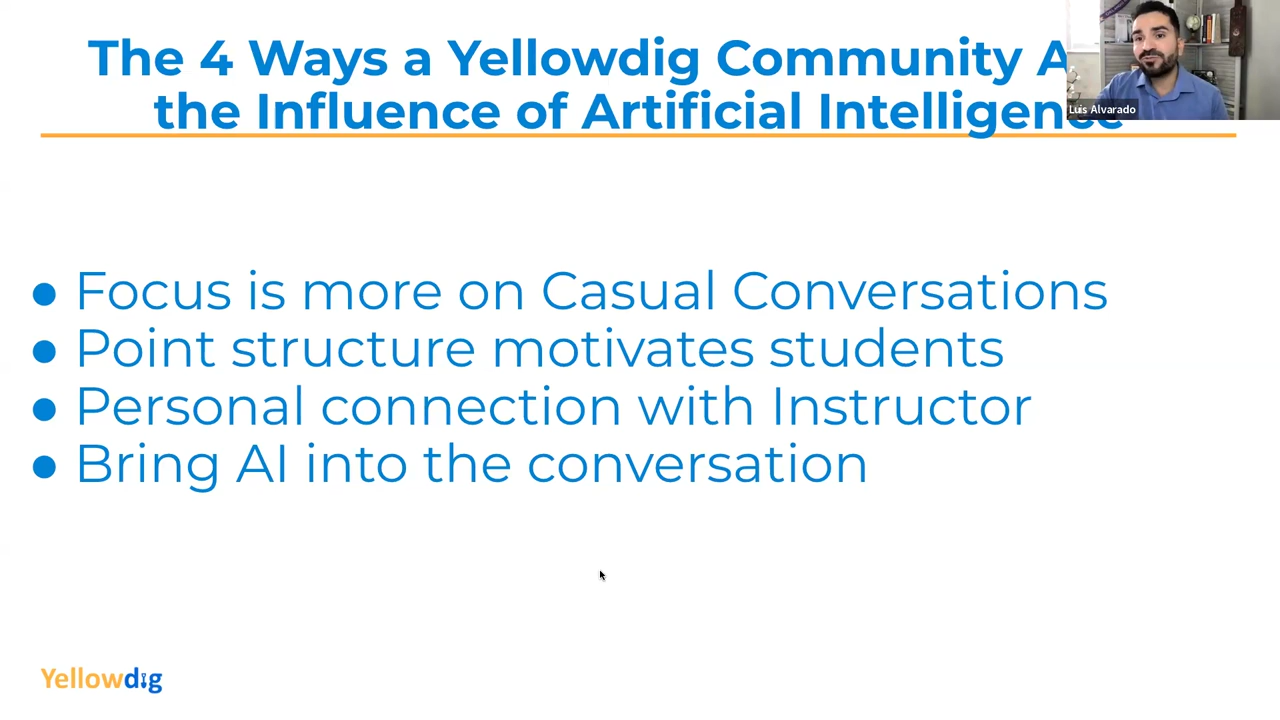 The 4 Ways a Yellowdig Community
the Influence of Artificial Intelligence
Luis Alvarado
● Focus is more on Casual Conversations
● Point structure motivates students
● Personal connection with Instructor
● Bring AI into the conversation
Yellowdig